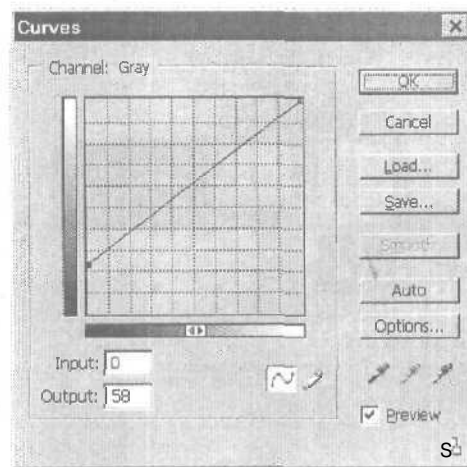 Curves
Channel: Gray
OK
Cancel
Load...
Save...
Smooth
Auto
Options...
Input: 0
Output: 58
Preview
S